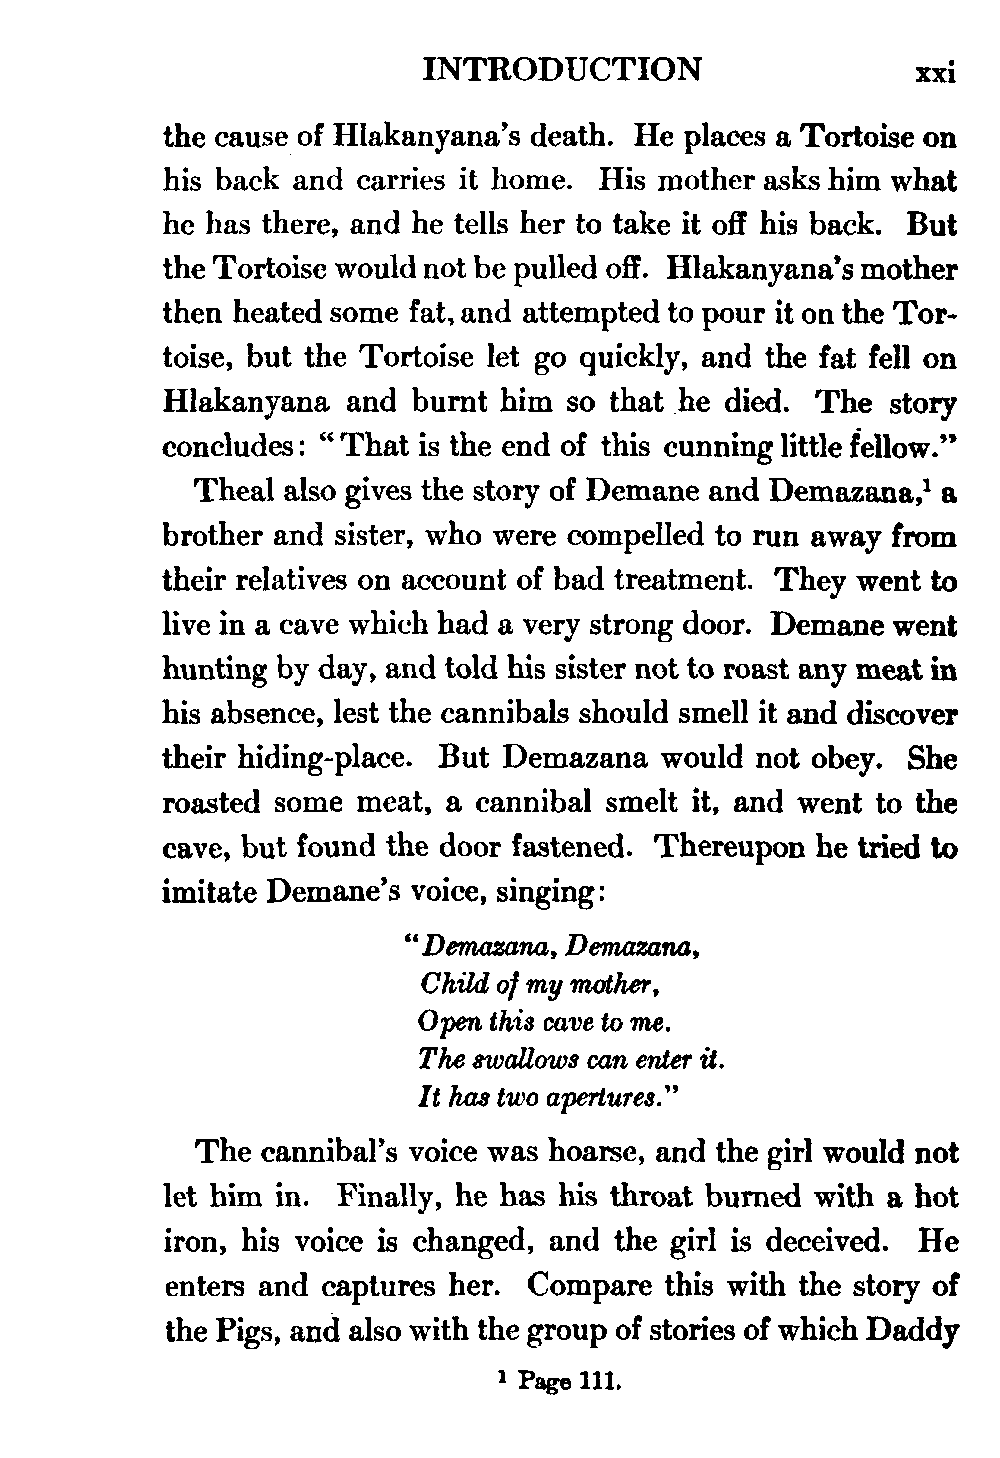 INTRODUCTION xxi
the cause of Hlakanyana's death. He places a Tortoise on
his back and carries it home. His mother asks him what
he has there, and he tells her to take it off his back. But
the Tortoise would not be pulled off. Hlakanyana's mother
then heated some fat, and attempted to pour it on the Tor-
toise, but the Tortoise let go quickly, and the fat fell on
Hlakanyana and burnt him so that he died. The story
concludes: "That is the end of this cunning little fellow."
Theal also gives the story of Demane and Demazana,¹ a
brother and sister, who were compelled to run away from
their relatives on account of bad treatment. They went to
live in a cave which had a very strong door. Demane went
hunting by day, and told his sister not to roast any meat in
his absence, lest the cannibals should smell it and discover
their hiding-place. But Demazana would not obey. She
roasted some meat, a cannibal smelt it, and went to the
cave, but found the door fastened. Thereupon he tried to
imitate Demane's voice, singing:
"Demazana, Demazana,
Child of my mother,
Open this cave to me.
The swallows can enter it.
It has two apertures."
The cannibal's voice was hoarse, and the girl would not
let him in. Finally, he has his throat burned with a hot
iron, his voice is changed, and the girl is deceived. He
enters and captures her. Compare this with the story of
the Pigs, and also with the group of stories of which Daddy
¹ Page 111.